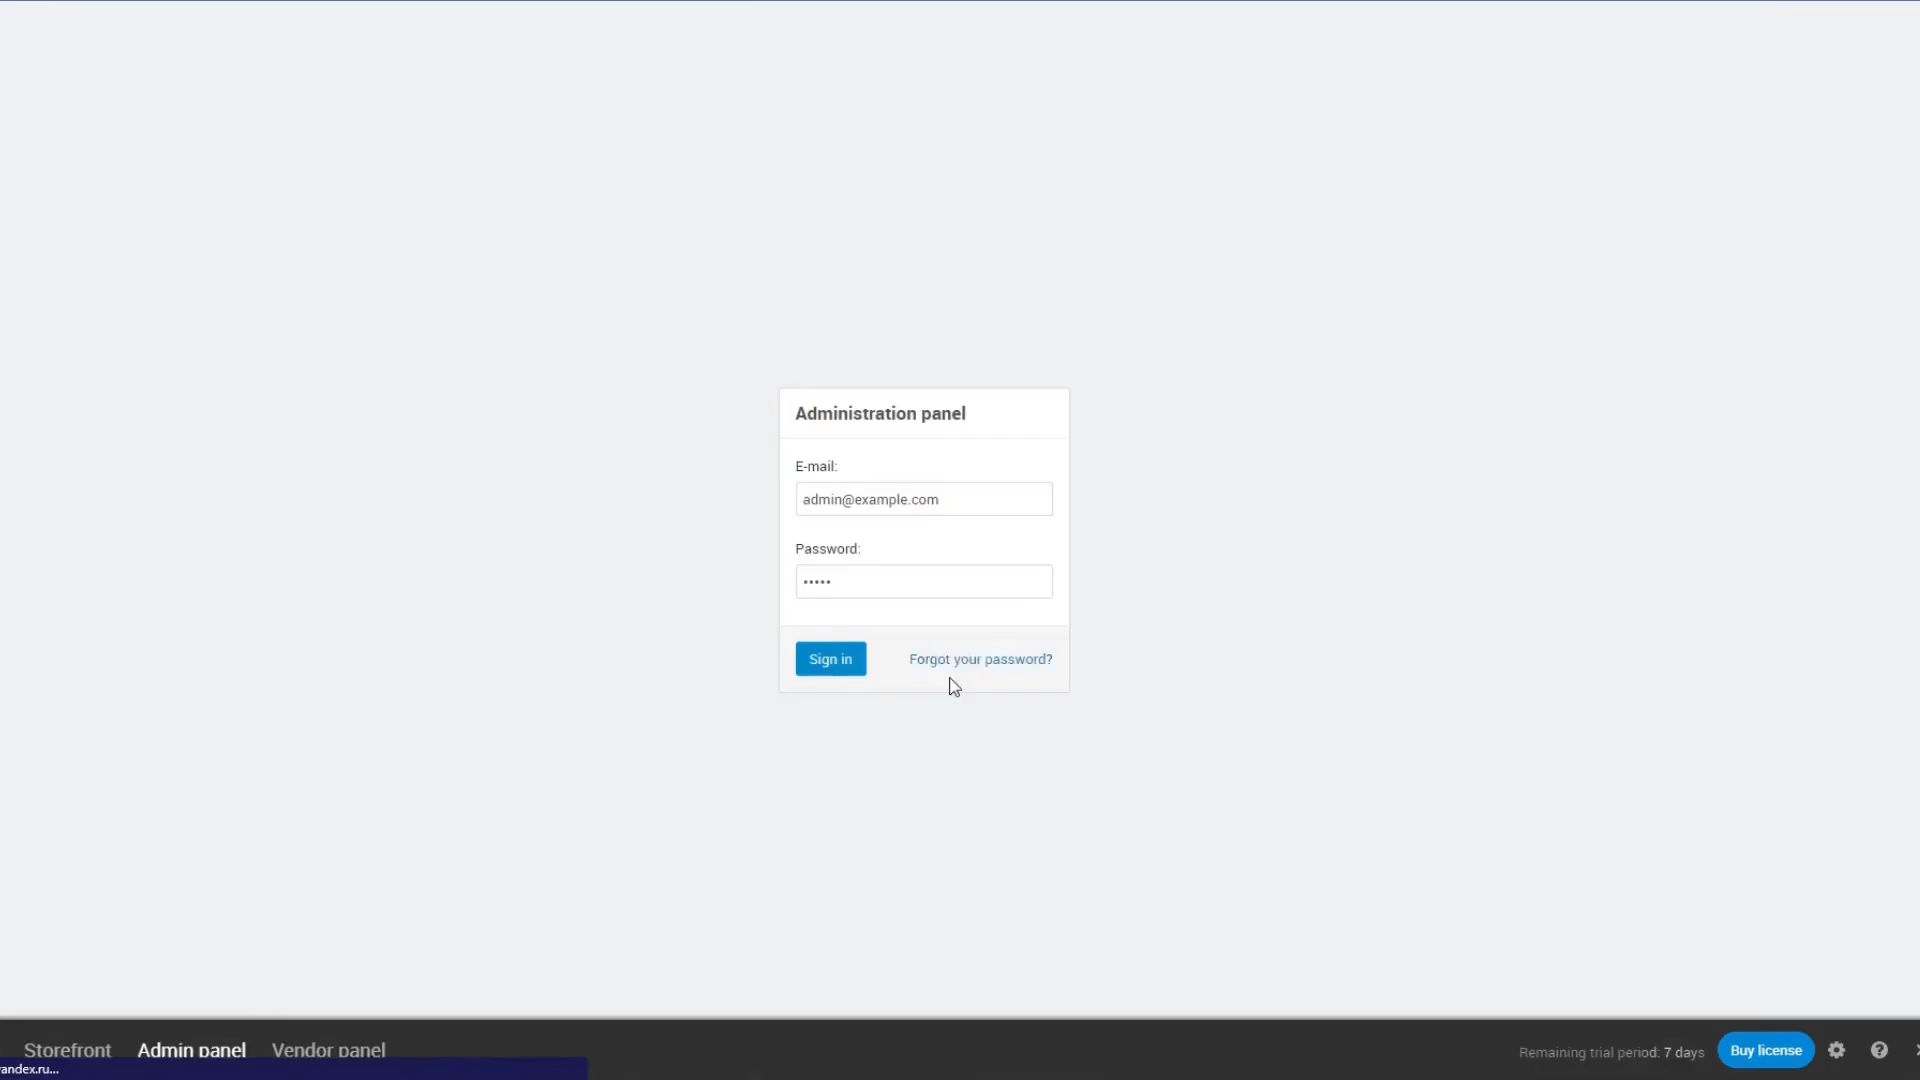 Administration panel
E-mail:
admin@example.com
Password:
•••••
Sign in Forgot your password?
Storefront Admin panel Vendor panel Remaining trial period: 7 days Buy license
andex.ru...